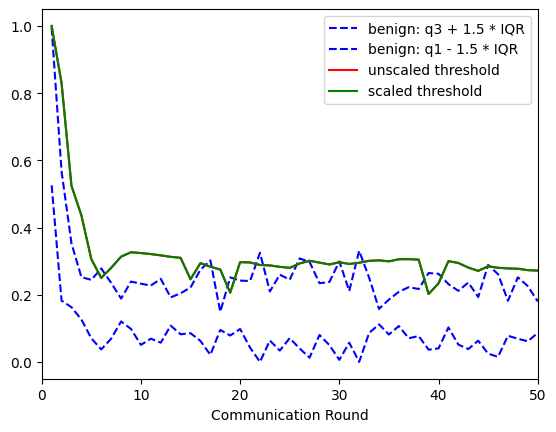 benign: q3 + 1.5 * IQR
benign: q1 - 1.5 * IQR
unscaled threshold
scaled threshold
1.0
0.8
0.6
0.4
0.2
0.0
0 10 20 30 40 50
Communication Round